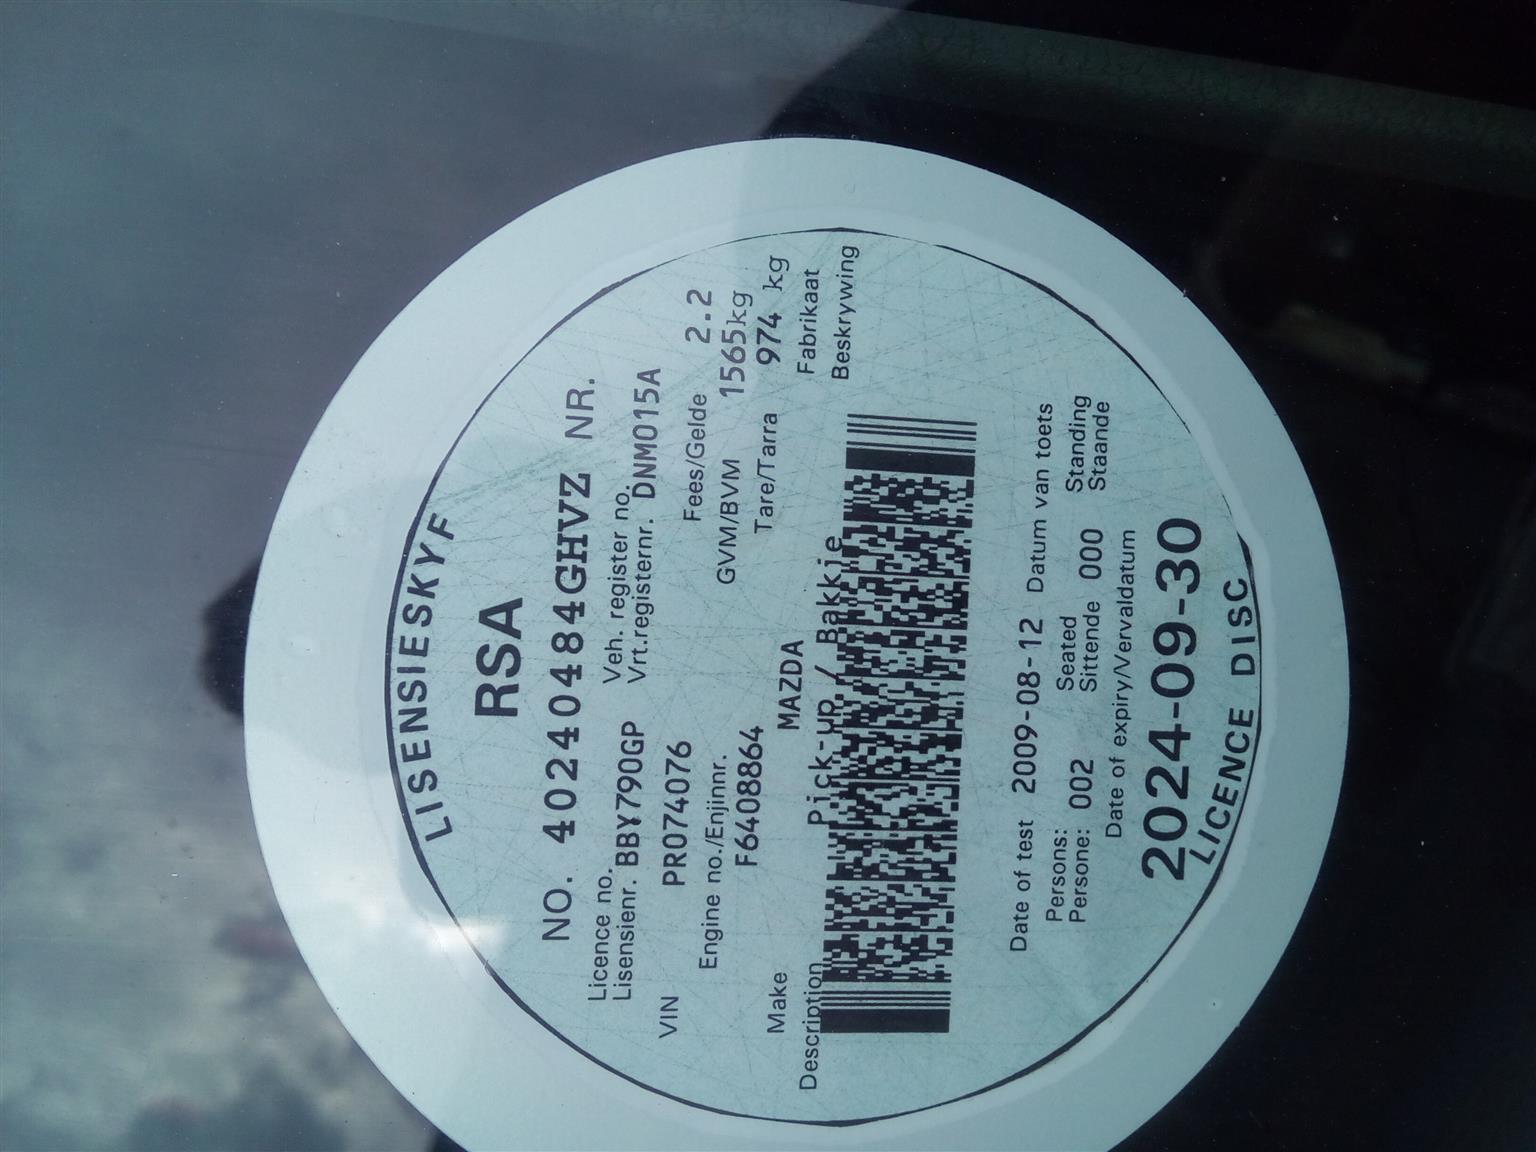 LISENSIESKYF
RSA
NO. 40240484GHVZ NR.
Licence no. Veh. register no.
Lisensienr. BBY790GP Vrt.registernr. DNM015A
VIN PR074076 Fees/Gelde 2.2
Engine no./Enjinnr. GVM/BVM 1565kg
F6408864 Tare/Tarra 974 kg
Make MAZDA Fabrikaat
Description Pick-up / Bakkie Beskrywing
Date of test 2009-08-12 Datum van toets
Persons: Seated Standing
Persone: 002 Sittende 000 Staande
Date of expiry/Vervaldatum
2024-09-30
LICENCE DISC